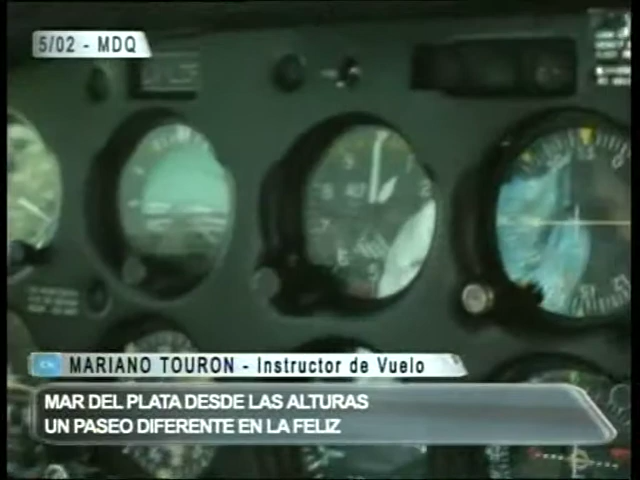 5/02 - MDQ
MARIANO TOURON - Instructor de Vuelo
MAR DEL PLATA DESDE LAS ALTURAS
UN PASEO DIFERENTE EN LA FELIZ